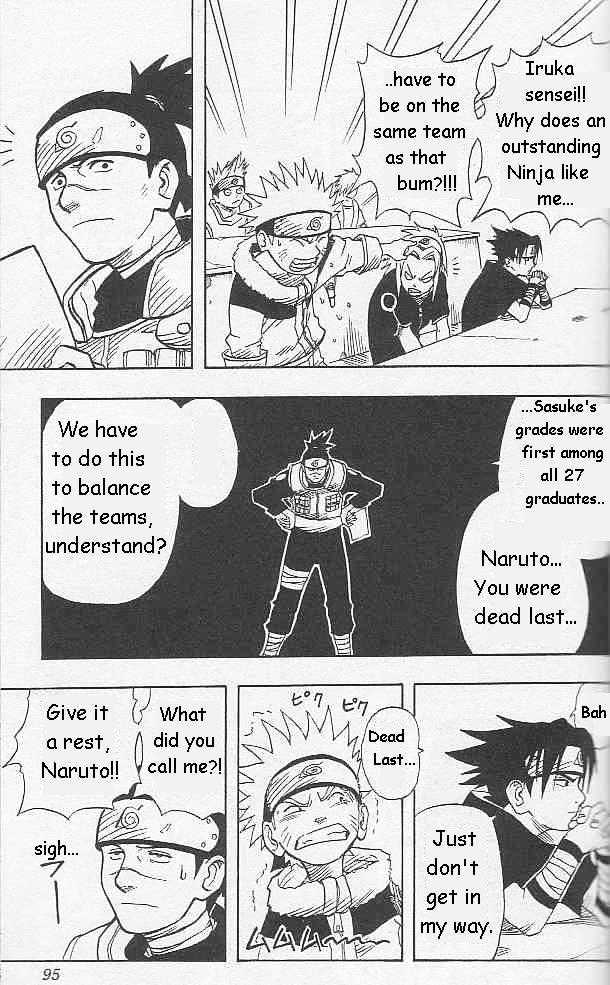 Iruka
sensei!!
Why does an
outstanding
Ninja like
me...
..have to
be on the
same team
as that
bum?!!!
...Sasuke's
grades were
first among
all 27
graduates..
Naruto...
You were
dead last...
We have
to do this
to balance
the teams,
understand?
Bah
Just
don't
get in
my way.
Dead
Last...
ピク ピク
What
did you
call me?!
Give it
a rest,
Naruto!!
sigh...
95